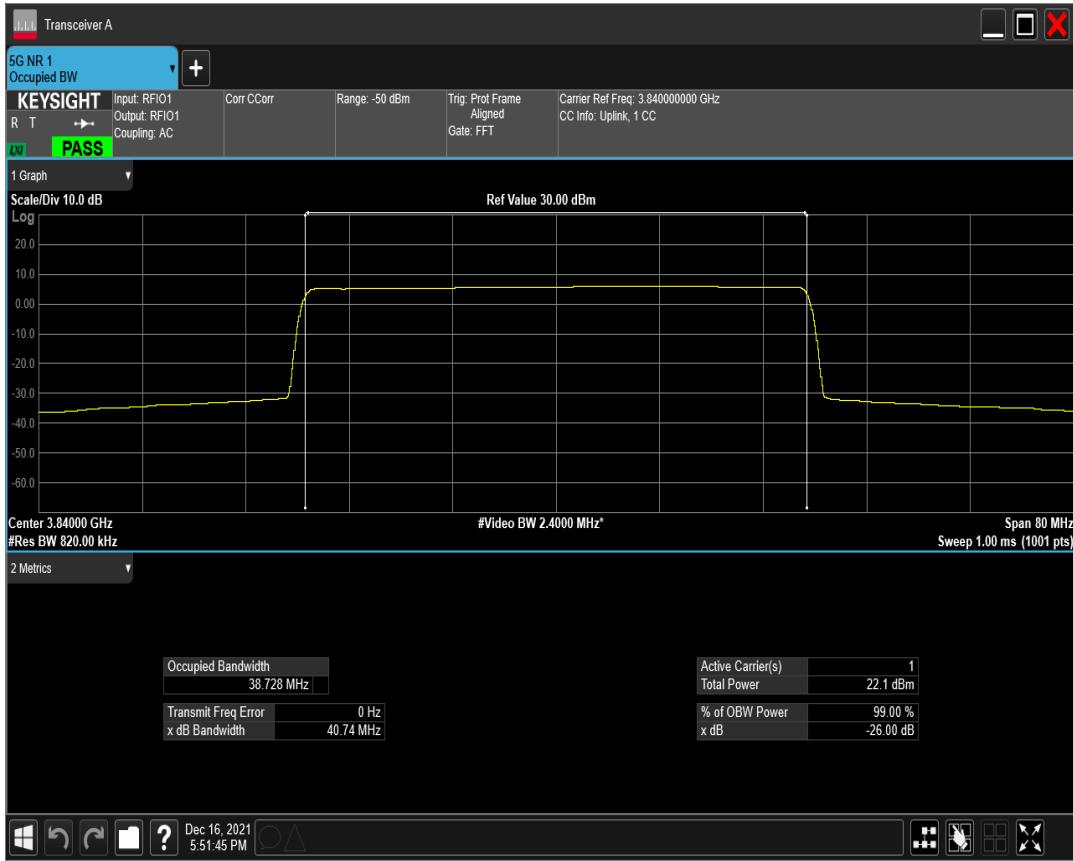 Transceiver A
5G NR 1
Occupied BW
+
KEYSIGHT
R T
LXI
PASS
Input: RFIO1
Output: RFIO1
Coupling: AC
Corr CCorr
Range: -50 dBm
Trig: Prot Frame
Aligned
Gate: FFT
Carrier Ref Freq: 3.840000000 GHz
CC Info: Uplink, 1 CC
1 Graph
Scale/Div 10.0 dB
Ref Value 30.00 dBm
Log
20.0
10.0
0.00
-10.0
-20.0
-30.0
-40.0
-50.0
-60.0
Center 3.84000 GHz
#Video BW 2.4000 MHz*
Span 80 MHz
#Res BW 820.00 kHz
Sweep 1.00 ms (1001 pts)
2 Metrics
Occupied Bandwidth
38.728 MHz
Transmit Freq Error 0 Hz
x dB Bandwidth 40.74 MHz
Active Carrier(s) 1
Total Power 22.1 dBm
% of OBW Power 99.00 %
x dB -26.00 dB
?
Dec 16, 2021
5:51:45 PM